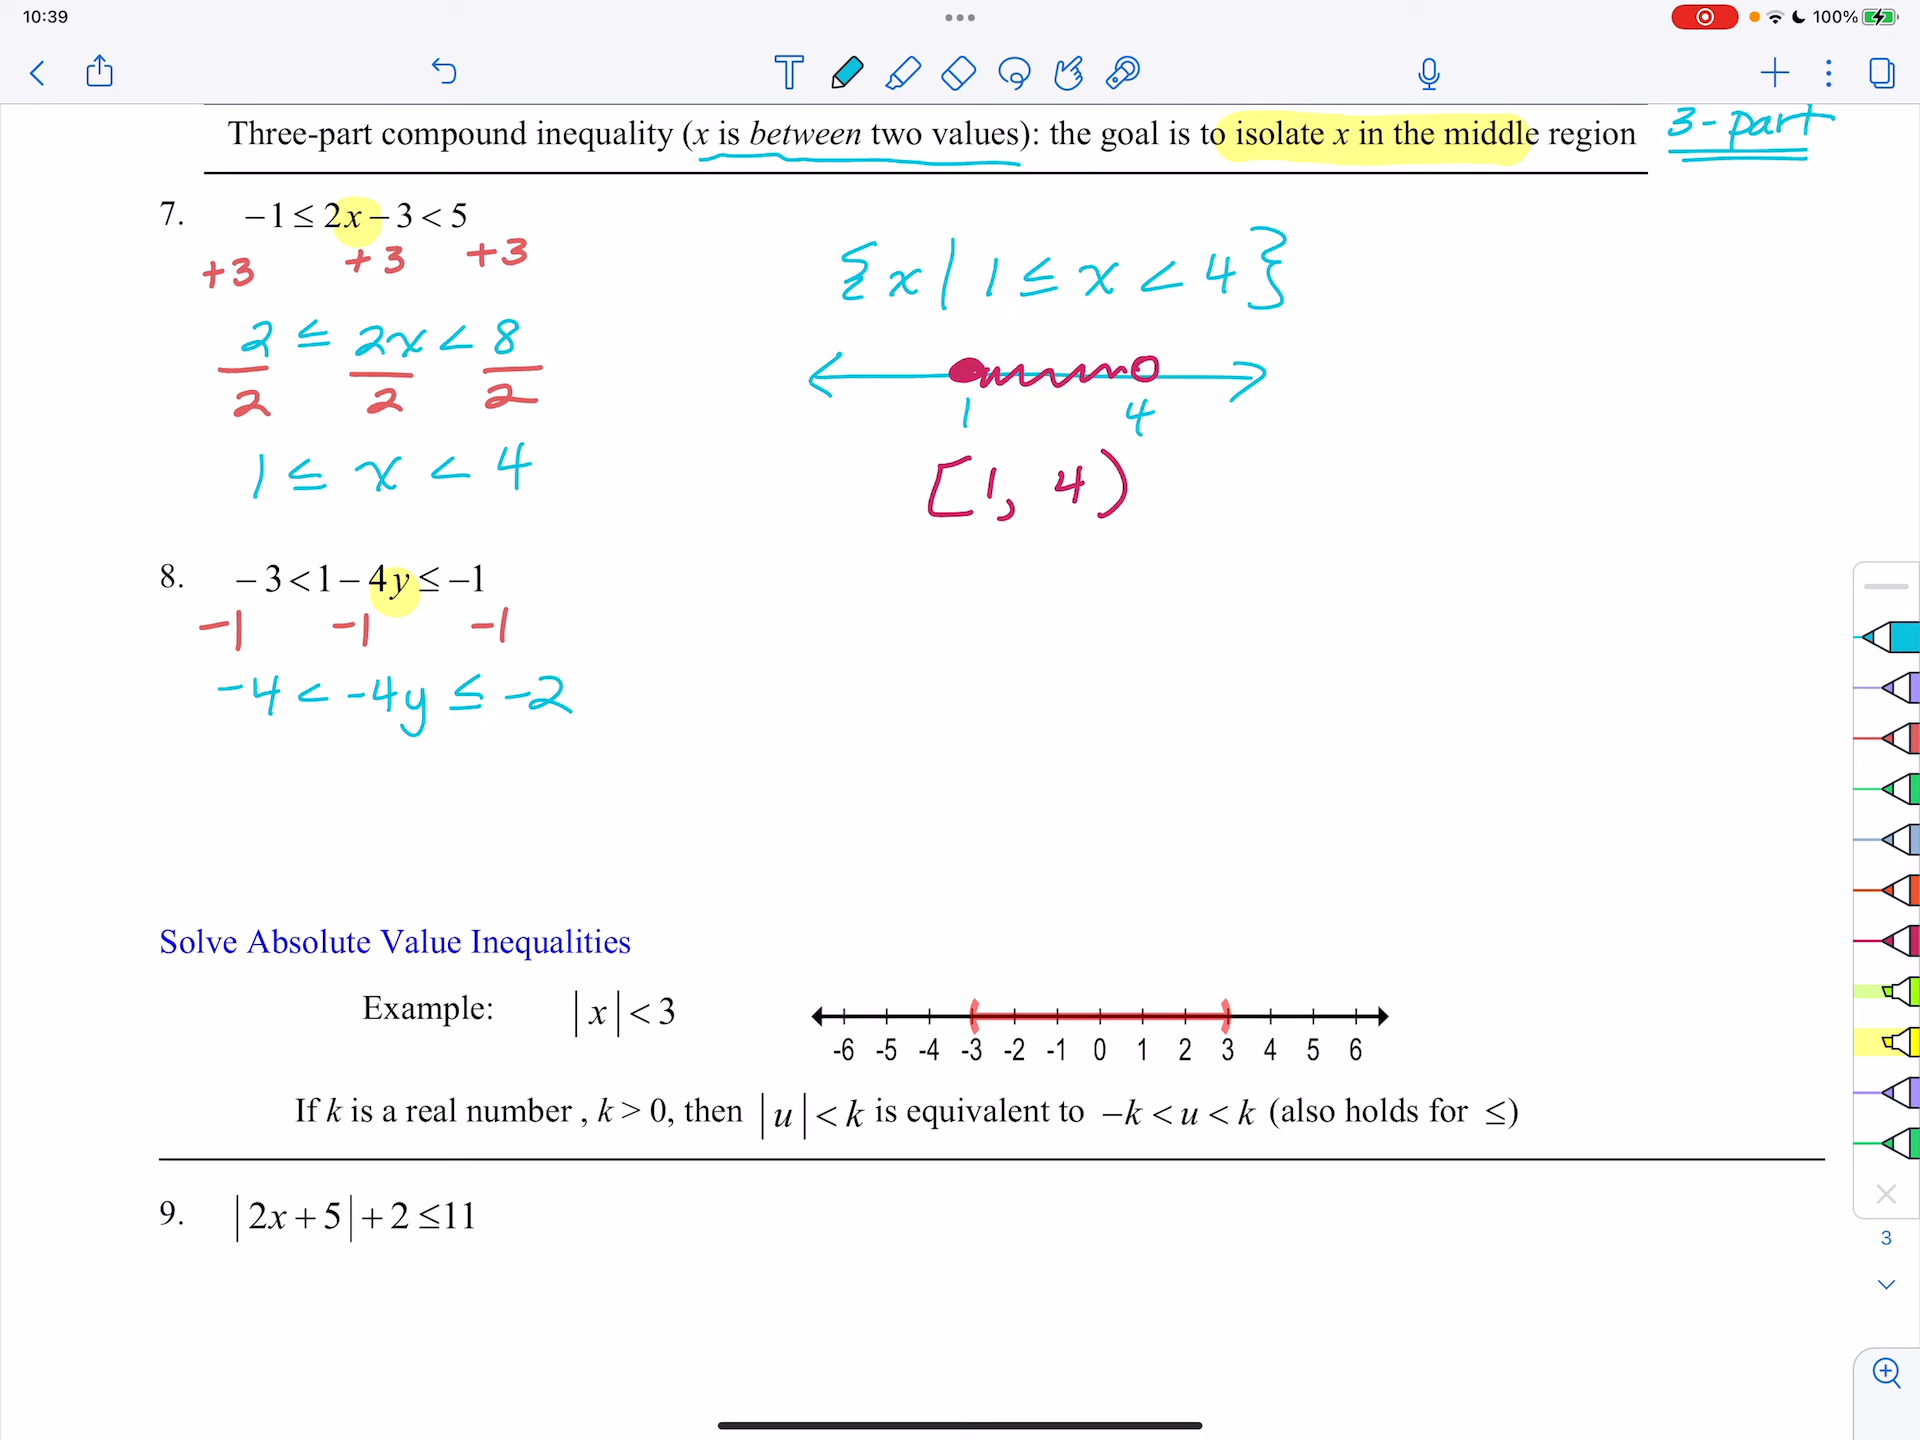 10:39
100%
Three-part compound inequality (x is between two values): the goal is to isolate x in the middle region
3-part
7. −1 ≤ 2x − 3 < 5
+3 +3 +3
2 ≤ 2x < 8
2 2 2
1 ≤ x < 4
{x | 1 ≤ x < 4}
1 4
[1, 4)
8. −3 < 1 − 4y ≤ −1
−1 −1 −1
−4 < −4y ≤ −2
Solve Absolute Value Inequalities
Example: |x| < 3
-6 -5 -4 -3 -2 -1 0 1 2 3 4 5 6
If k is a real number , k > 0, then |u| < k is equivalent to −k < u < k (also holds for ≤)
9. |2x + 5| + 2 ≤ 11
3